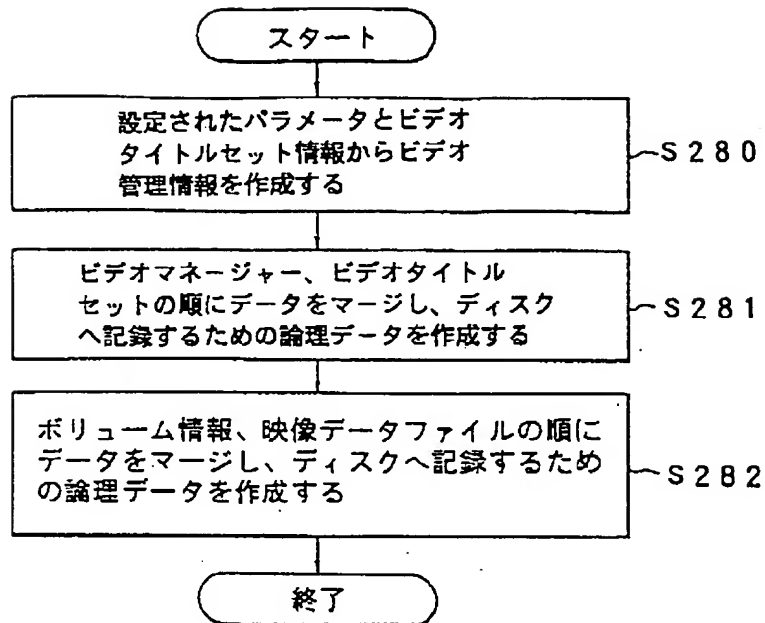 スタート
設定されたパラメータとビデオ
タイトルセット情報からビデオ
管理情報を作成する
S280
ビデオマネージャー、ビデオタイトル
セットの順にデータをマージし、ディスク
へ記録するための論理データを作成する
S281
ボリューム情報、映像データファイルの順に
データをマージし、ディスクへ記録するため
の論理データを作成する
S282
終了